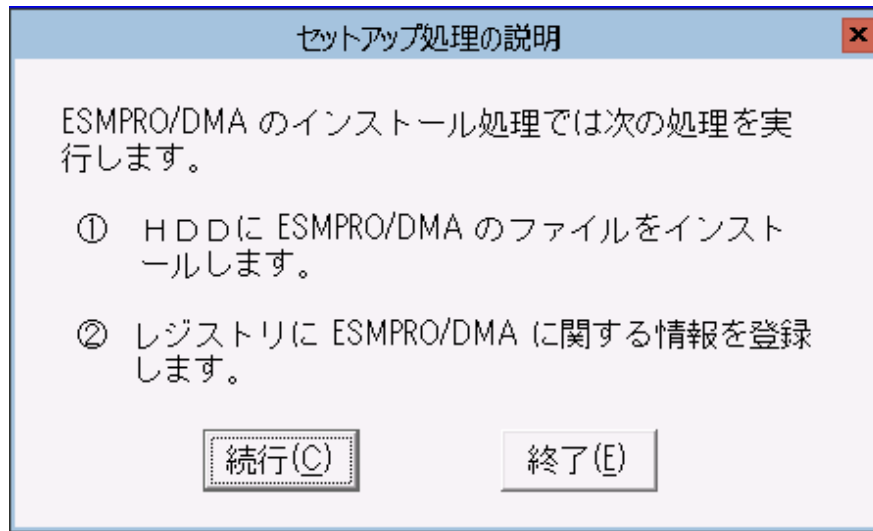 セットアップ処理の説明
ESMPRO/DMA のインストール処理では次の処理を実
行します。
① ＨＤＤに ESMPRO/DMA のファイルをインスト
ールします。
② レジストリに ESMPRO/DMA に関する情報を登録
します。
続行(C) 終了(E)